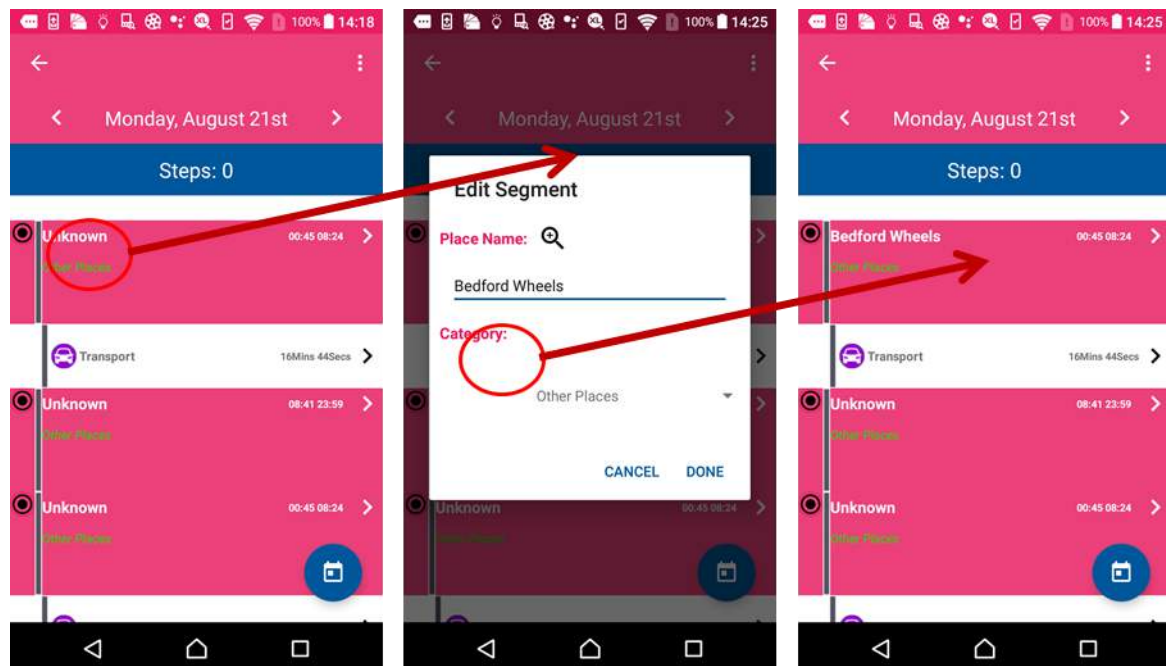 100% 14:18
Monday, August 21st
Steps: 0
Unknown 00:45 08:24
Other Places
Transport 16Mins 44Secs
Unknown 08:41 23:59
Other Places
Unknown 00:45 08:24
Other Places
XL 100% 14:25
Monday, August 21st
Edit Segment
Place Name:
Bedford Wheels
Category:
Other Places
CANCEL DONE
Unknown 00:45 08:24
Other Places
XL 100% 14:25
Monday, August 21st
Steps: 0
Bedford Wheels 00:45 08:24
Other Places
Transport 16Mins 44Secs
Unknown 08:41 23:59
Other Places
Unknown 00:45 08:24
Other Places